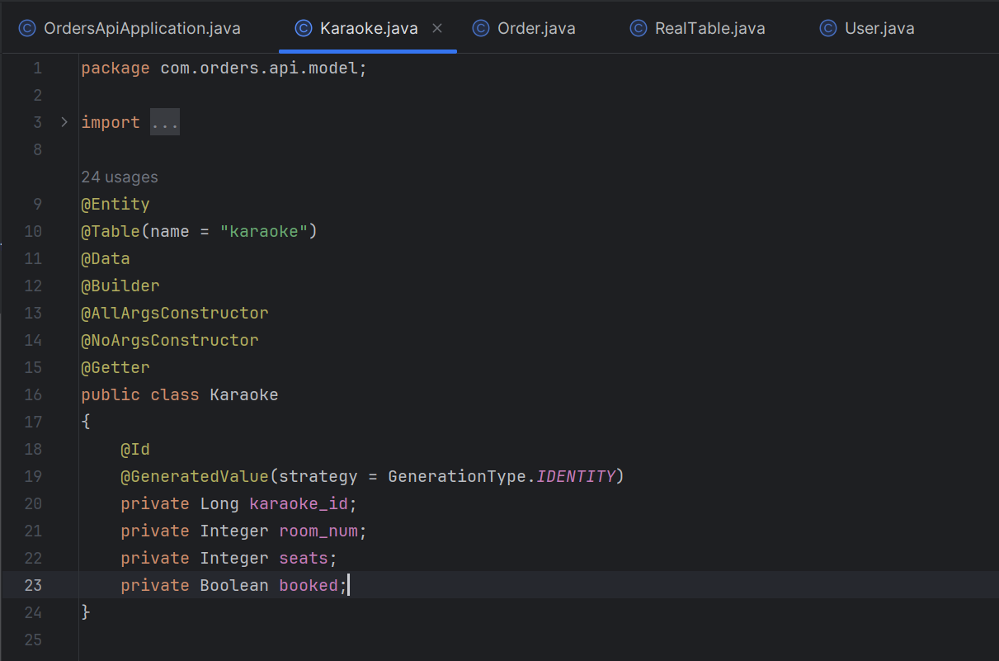 OrdersApiApplication.java Karaoke.java Order.java RealTable.java User.java
1 package com.orders.api.model;
2
3 import ...
8
24 usages
9 @Entity
10 @Table(name = "karaoke")
11 @Data
12 @Builder
13 @AllArgsConstructor
14 @NoArgsConstructor
15 @Getter
16 public class Karaoke
17 {
18 @Id
19 @GeneratedValue(strategy = GenerationType.IDENTITY)
20 private Long karaoke_id;
21 private Integer room_num;
22 private Integer seats;
23 private Boolean booked;
24 }
25